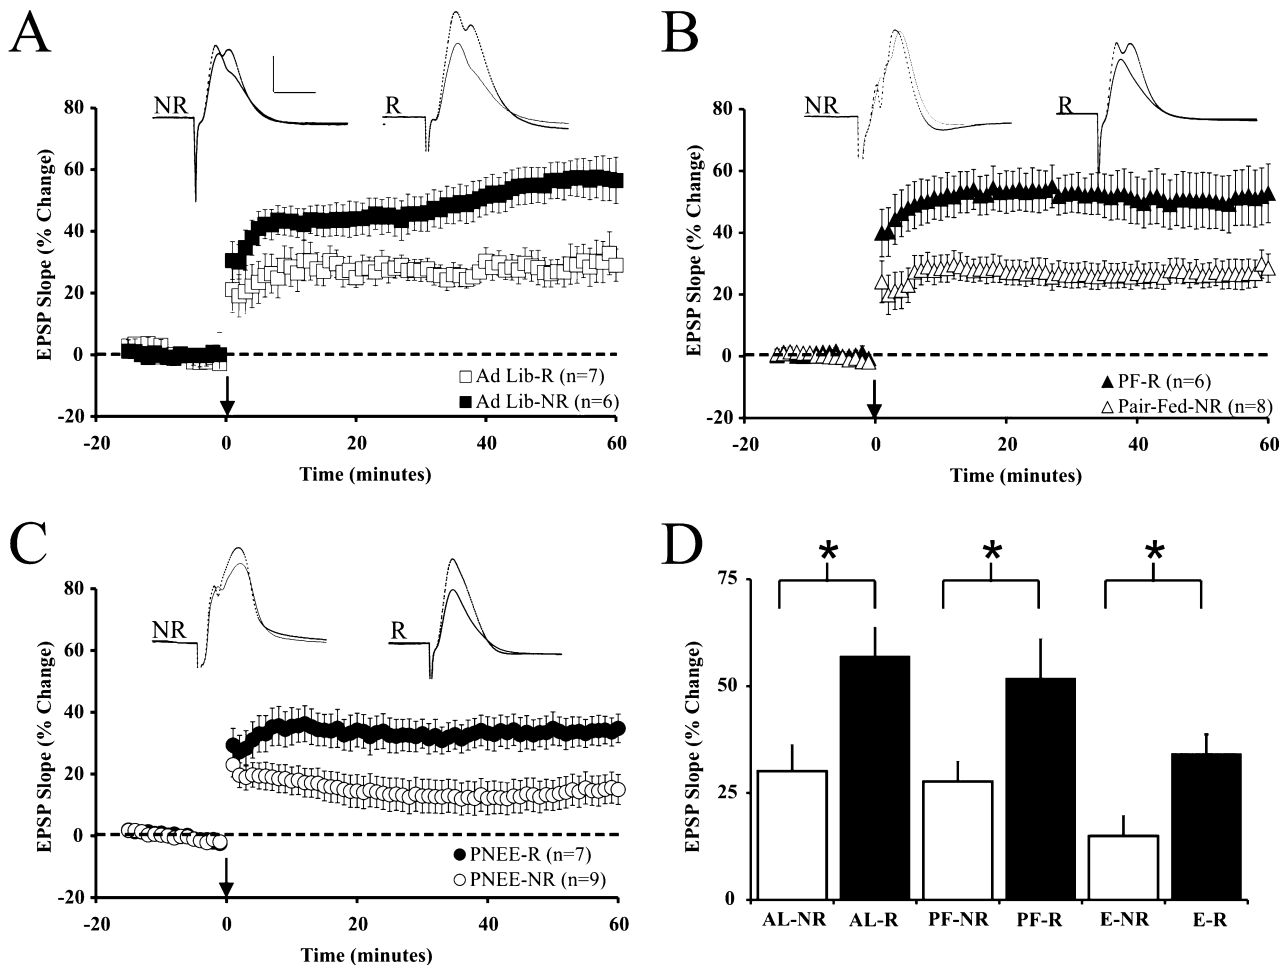 A
NR
R
80
60
40
20
0
-20
EPSP Slope (% Change)
Ad Lib-R (n=7)
Ad Lib-NR (n=6)
-20
0
20
40
60
Time (minutes)
B
NR
R
80
60
40
20
0
-20
EPSP Slope (% Change)
PF-R (n=6)
Pair-Fed-NR (n=8)
-20
0
20
40
60
Time (minutes)
C
NR
R
80
60
40
20
0
-20
EPSP Slope (% Change)
PNEE-R (n=7)
PNEE-NR (n=9)
-20
0
20
40
60
Time (minutes)
D
* * *
75
50
25
0
EPSP Slope (% Change)
AL-NR AL-R PF-NR PF-R E-NR E-R